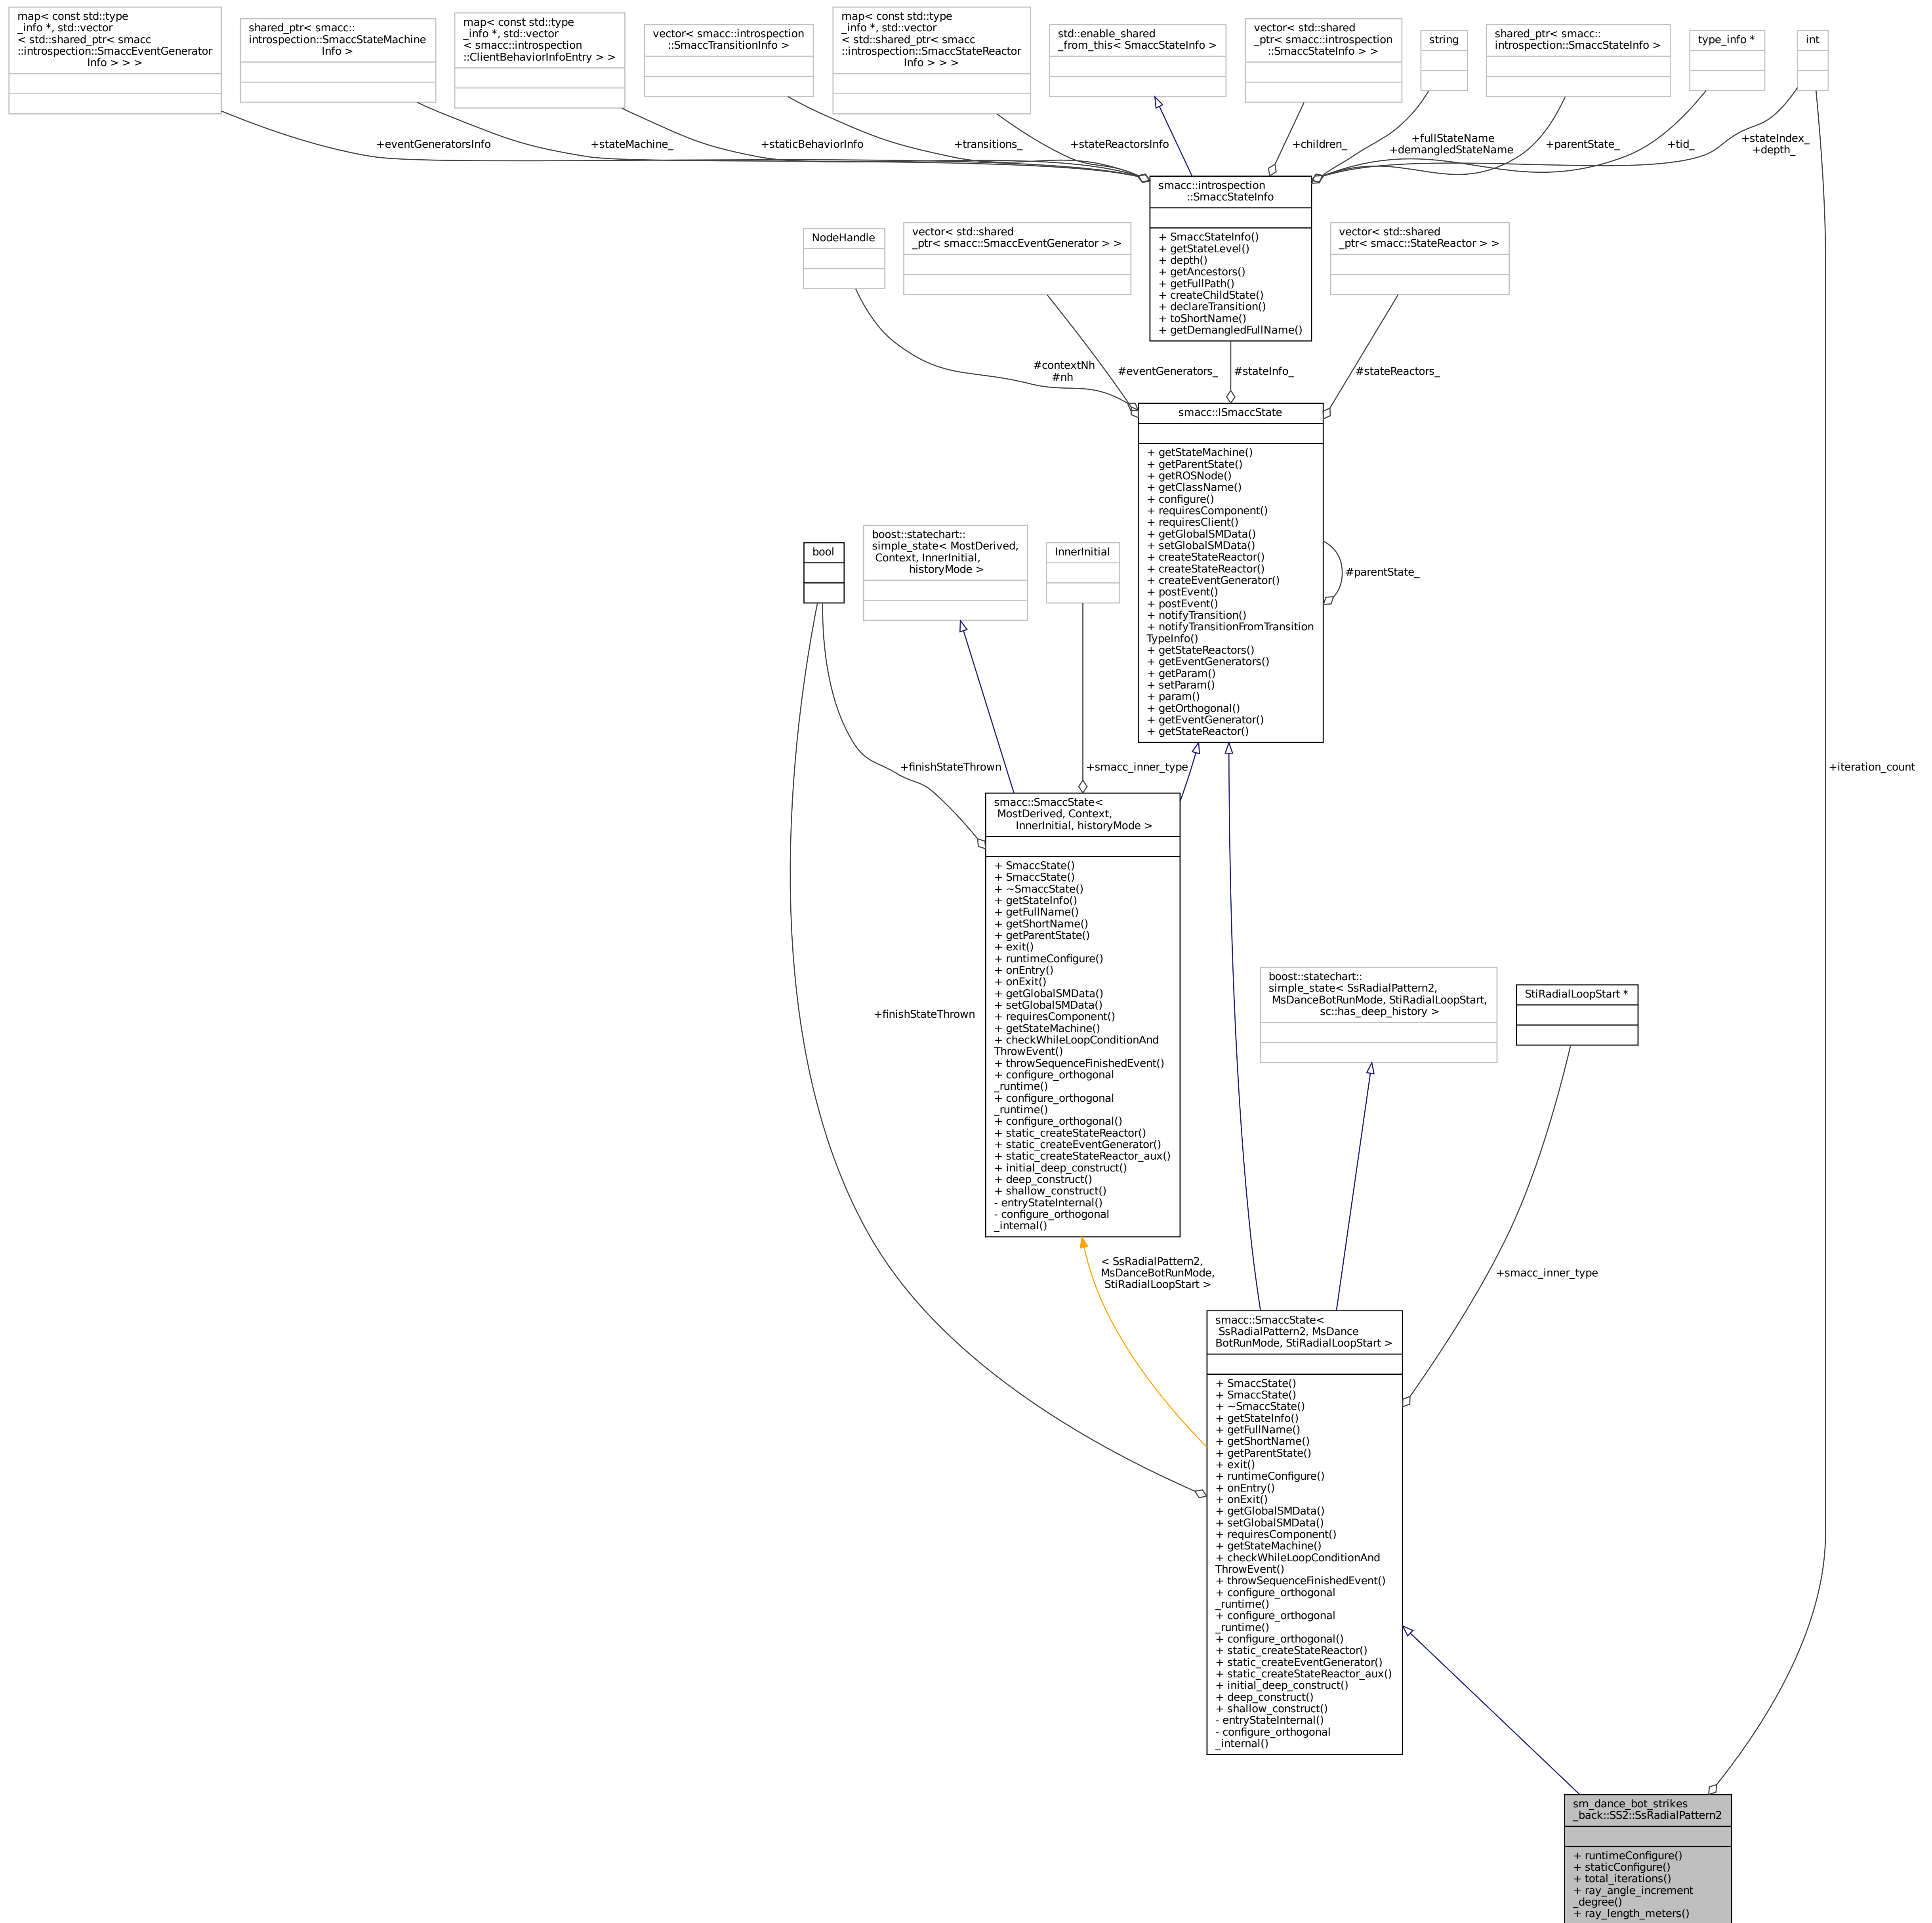 map< const std::type
_info *, std::vector
< std::shared_ptr< smacc
::introspection::SmaccEventGenerator
Info > > >
shared_ptr< smacc::
introspection::SmaccStateMachine
Info >
map< const std::type
_info *, std::vector
< smacc::introspection
::ClientBehaviorInfoEntry > >
vector< smacc::introspection
::SmaccTransitionInfo >
map< const std::type
_info *, std::vector
< std::shared_ptr< smacc
::introspection::SmaccStateReactor
Info > > >
std::enable_shared
_from_this< SmaccStateInfo >
vector< std::shared
_ptr< smacc::introspection
::SmaccStateInfo > >
string
shared_ptr< smacc::
introspection::SmaccStateInfo >
type_info *
int
+eventGeneratorsInfo
+stateMachine_
+staticBehaviorInfo
+transitions_
+stateReactorsInfo
+children_
+fullStateName
+demangledStateName
+parentState_
+tid_
+stateIndex_
+depth_
smacc::introspection
::SmaccStateInfo
+ SmaccStateInfo()
+ getStateLevel()
+ depth()
+ getAncestors()
+ getFullPath()
+ createChildState()
+ declareTransition()
+ toShortName()
+ getDemangledFullName()
NodeHandle
vector< std::shared
_ptr< smacc::SmaccEventGenerator > >
vector< std::shared
_ptr< smacc::StateReactor > >
#contextNh
#nh
#eventGenerators_
#stateInfo_
#stateReactors_
smacc::ISmaccState
+ getStateMachine()
+ getParentState()
+ getROSNode()
+ getClassName()
+ configure()
+ requiresComponent()
+ requiresClient()
+ getGlobalSMData()
+ setGlobalSMData()
+ createStateReactor()
+ createStateReactor()
+ createEventGenerator()
+ postEvent()
+ postEvent()
+ notifyTransition()
+ notifyTransitionFromTransition
TypeInfo()
+ getStateReactors()
+ getEventGenerators()
+ getParam()
+ setParam()
+ param()
+ getOrthogonal()
+ getEventGenerator()
+ getStateReactor()
#parentState_
bool
boost::statechart::
simple_state< MostDerived,
Context, InnerInitial,
historyMode >
InnerInitial
+finishStateThrown
+smacc_inner_type
+iteration_count
smacc::SmaccState<
MostDerived, Context,
InnerInitial, historyMode >
+ SmaccState()
+ SmaccState()
+ ~SmaccState()
+ getStateInfo()
+ getFullName()
+ getShortName()
+ getParentState()
+ exit()
+ runtimeConfigure()
+ onEntry()
+ onExit()
+ getGlobalSMData()
+ setGlobalSMData()
+ requiresComponent()
+ getStateMachine()
+ checkWhileLoopConditionAnd
ThrowEvent()
+ throwSequenceFinishedEvent()
+ configure_orthogonal
_runtime()
+ configure_orthogonal
_runtime()
+ configure_orthogonal()
+ static_createStateReactor()
+ static_createEventGenerator()
+ static_createStateReactor_aux()
+ initial_deep_construct()
+ deep_construct()
+ shallow_construct()
- entryStateInternal()
- configure_orthogonal
_internal()
+finishStateThrown
boost::statechart::
simple_state< SsRadialPattern2,
MsDanceBotRunMode, StiRadialLoopStart,
sc::has_deep_history >
StiRadialLoopStart *
< SsRadialPattern2,
MsDanceBotRunMode,
StiRadialLoopStart >
+smacc_inner_type
smacc::SmaccState<
SsRadialPattern2, MsDance
BotRunMode, StiRadialLoopStart >
+ SmaccState()
+ SmaccState()
+ ~SmaccState()
+ getStateInfo()
+ getFullName()
+ getShortName()
+ getParentState()
+ exit()
+ runtimeConfigure()
+ onEntry()
+ onExit()
+ getGlobalSMData()
+ setGlobalSMData()
+ requiresComponent()
+ getStateMachine()
+ checkWhileLoopConditionAnd
ThrowEvent()
+ throwSequenceFinishedEvent()
+ configure_orthogonal
_runtime()
+ configure_orthogonal
_runtime()
+ configure_orthogonal()
+ static_createStateReactor()
+ static_createEventGenerator()
+ static_createStateReactor_aux()
+ initial_deep_construct()
+ deep_construct()
+ shallow_construct()
- entryStateInternal()
- configure_orthogonal
_internal()
sm_dance_bot_strikes
_back::SS2::SsRadialPattern2
+ runtimeConfigure()
+ staticConfigure()
+ total_iterations()
+ ray_angle_increment
_degree()
+ ray_length_meters()